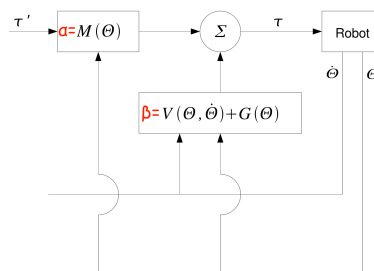 τ ′
α= M(Θ)
Σ
τ
Robot
Θ̇
Θ
β= V(Θ, Θ̇)+G(Θ)